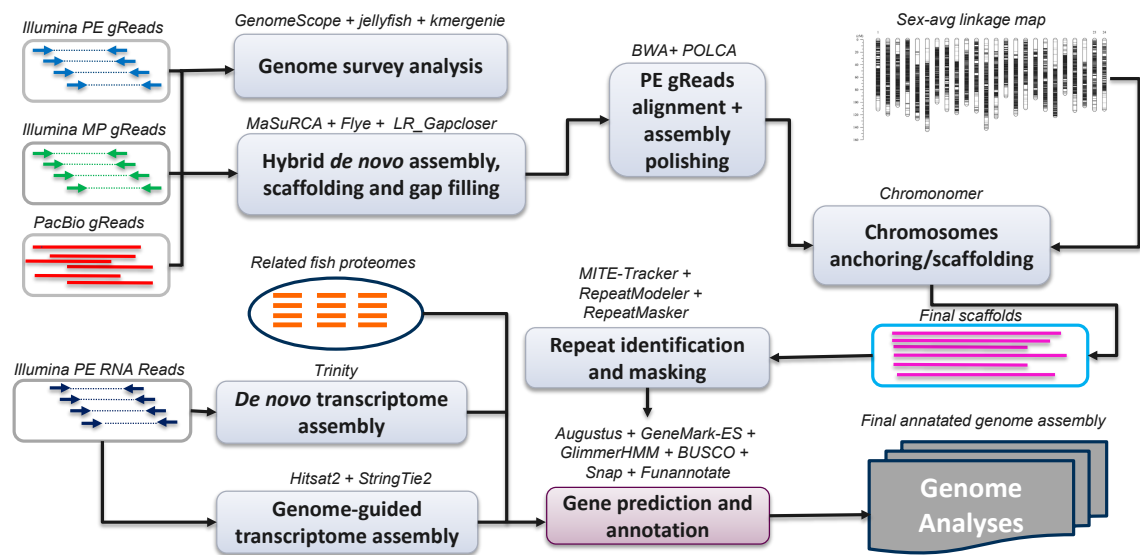 Illumina PE gReads
GenomeScope + jellyfish + kmergenie
Genome survey analysis
Illumina MP gReads
MaSuRCA + Flye + LR_Gapcloser
Hybrid de novo assembly,
scaffolding and gap filling
PacBio gReads
BWA+ POLCA
PE gReads
alignment +
assembly
polishing
Sex-avg linkage map
Chromonomer
Chromosomes
anchoring/scaffolding
Related fish proteomes
MITE-Tracker +
RepeatModeler +
RepeatMasker
Repeat identification
and masking
Final scaffolds
Illumina PE RNA Reads
Trinity
De novo transcriptome
assembly
Hitsat2 + StringTie2
Genome-guided
transcriptome assembly
Augustus + GeneMark-ES +
GlimmerHMM + BUSCO +
Snap + Funannotate
Gene prediction and
annotation
Final annatated genome assembly
Genome
Analyses